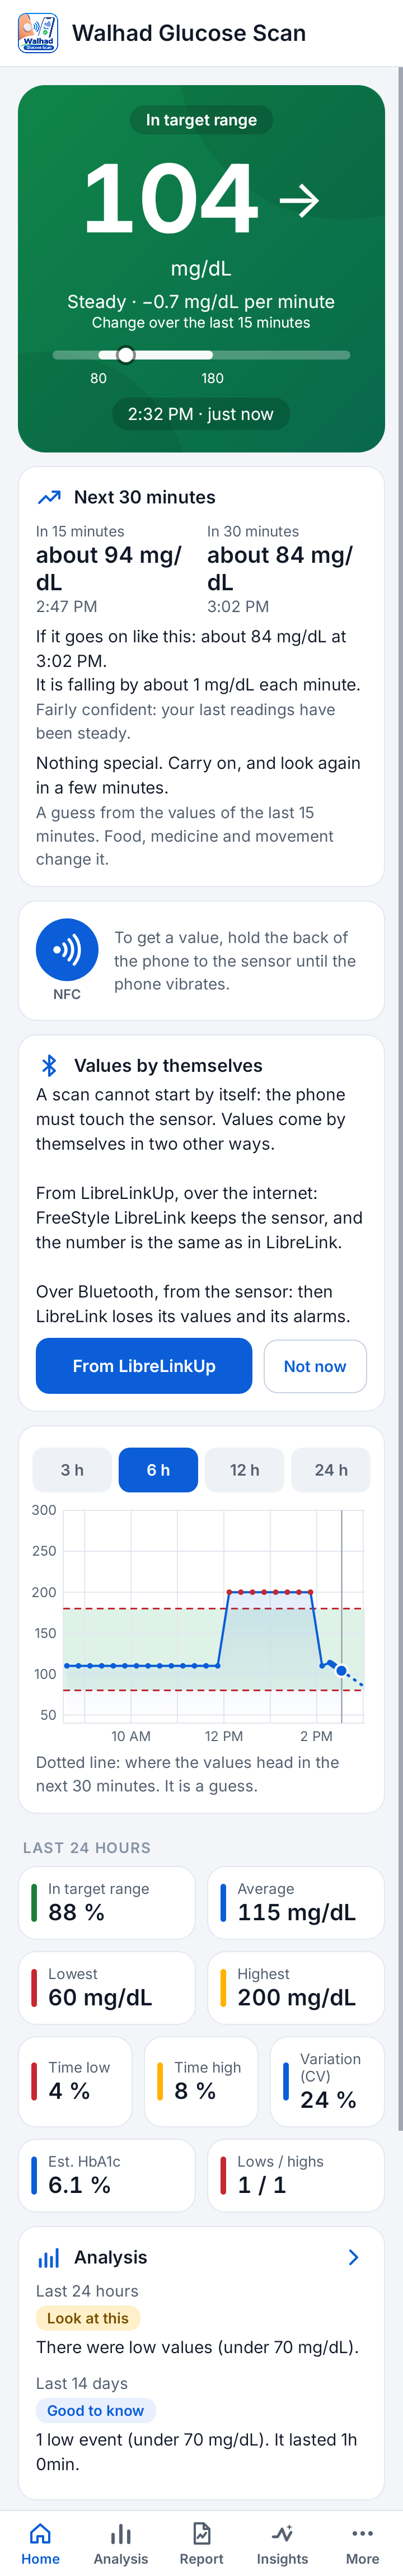 Walhad
Glucose Scan
Walhad Glucose Scan
In target range
104 →
mg/dL
Steady · −0.7 mg/dL per minute
Change over the last 15 minutes
80 180
2:32 PM · just now
Next 30 minutes
In 15 minutes
about 94 mg/
dL
2:47 PM
In 30 minutes
about 84 mg/
dL
3:02 PM
If it goes on like this: about 84 mg/dL at
3:02 PM.
It is falling by about 1 mg/dL each minute.
Fairly confident: your last readings have
been steady.
Nothing special. Carry on, and look again
in a few minutes.
A guess from the values of the last 15
minutes. Food, medicine and movement
change it.
NFC
To get a value, hold the back of
the phone to the sensor until the
phone vibrates.
Values by themselves
A scan cannot start by itself: the phone
must touch the sensor. Values come by
themselves in two other ways.
From LibreLinkUp, over the internet:
FreeStyle LibreLink keeps the sensor, and
the number is the same as in LibreLink.
Over Bluetooth, from the sensor: then
LibreLink loses its values and its alarms.
From LibreLinkUp
Not now
3 h
6 h
12 h
24 h
300
250
200
150
100
50
10 AM 12 PM 2 PM
Dotted line: where the values head in the
next 30 minutes. It is a guess.
LAST 24 HOURS
In target range
88 %
Average
115 mg/dL
Lowest
60 mg/dL
Highest
200 mg/dL
Time low
4 %
Time high
8 %
Variation
(CV)
24 %
Est. HbA1c
6.1 %
Lows / highs
1 / 1
Analysis
Last 24 hours
Look at this
There were low values (under 70 mg/dL).
Last 14 days
Good to know
1 low event (under 70 mg/dL). It lasted 1h
0min.
Home
Analysis
Report
Insights
More